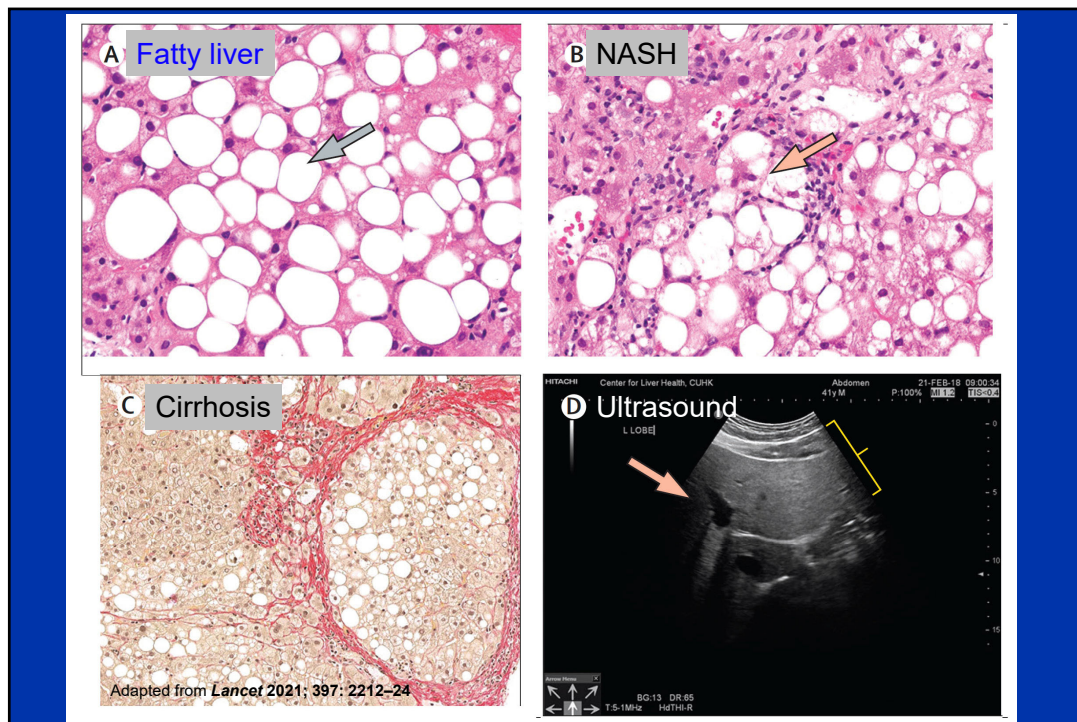 A Fatty liver
B NASH
C Cirrhosis
Adapted from Lancet 2021; 397: 2212–24
D Ultrasound
HITACHI Center for Liver Health, CUHK Abdomen 21-FEB-18 09:00:34
41y M P:100% MI 1.2 TIS<0.4
L LOBE
0
5
10
15
Arrow Menu
BG:13 DR:65
T:5-1MHz HdTHI-R